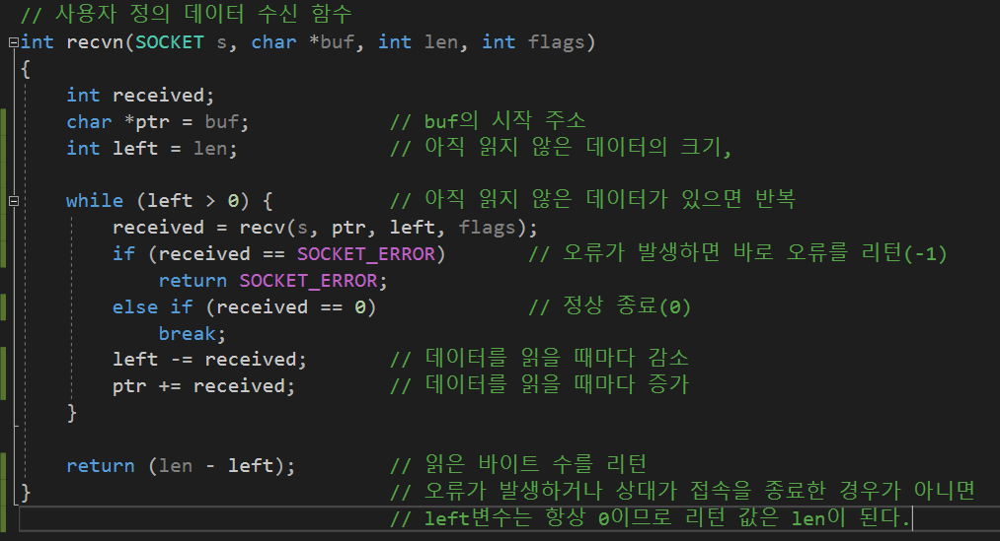 // 사용자 정의 데이터 수신 함수
int recvn(SOCKET s, char *buf, int len, int flags)
{
    int received;
    char *ptr = buf;            // buf의 시작 주소
    int left = len;             // 아직 읽지 않은 데이터의 크기,

    while (left > 0) {          // 아직 읽지 않은 데이터가 있으면 반복
        received = recv(s, ptr, left, flags);
        if (received == SOCKET_ERROR)       // 오류가 발생하면 바로 오류를 리턴(-1)
            return SOCKET_ERROR;
        else if (received == 0)             // 정상 종료(0)
            break;
        left -= received;       // 데이터를 읽을 때마다 감소
        ptr += received;        // 데이터를 읽을 때마다 증가
    }

    return (len - left);        // 읽은 바이트 수를 리턴
}                               // 오류가 발생하거나 상대가 접속을 종료한 경우가 아니면
                                // left변수는 항상 0이므로 리턴 값은 len이 된다.